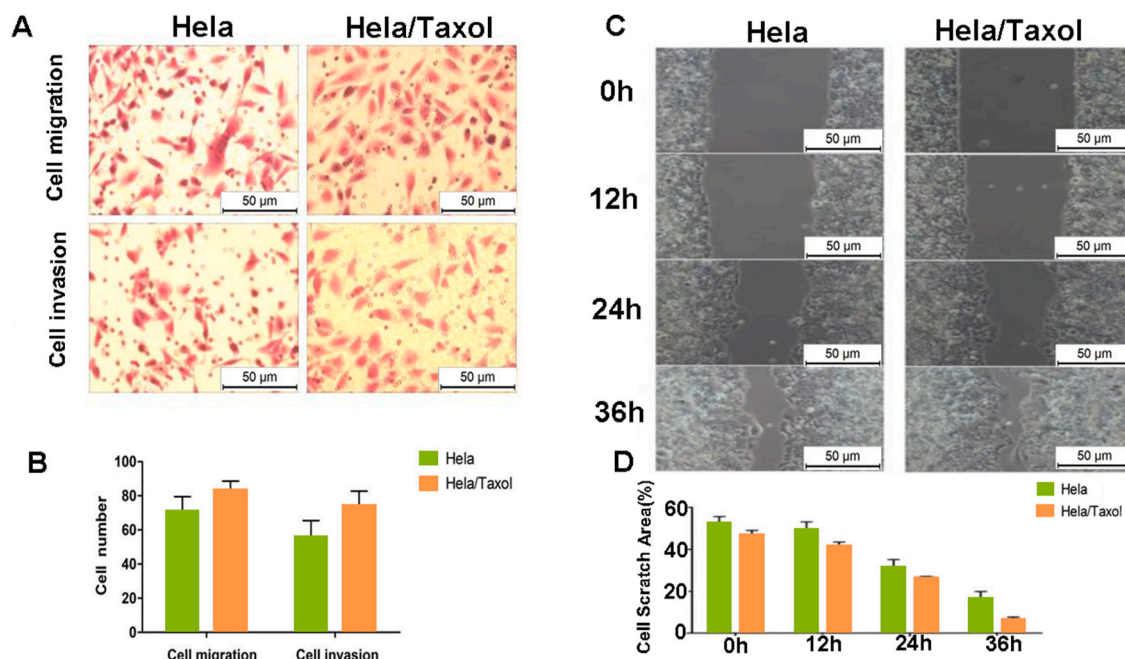 A
Hela
Hela/Taxol
Cell migration
50 µm
50 µm
Cell invasion
50 µm
50 µm
B
Hela
Hela/Taxol
Cell number
100
80
60
40
20
0
Cell migration
Cell invasion
C
Hela
Hela/Taxol
0h
50 µm
50 µm
12h
50 µm
50 µm
24h
50 µm
50 µm
36h
50 µm
50 µm
D
Hela
Hela/Taxol
Cell Scratch Area(%)
60
40
20
0
0h
12h
24h
36h